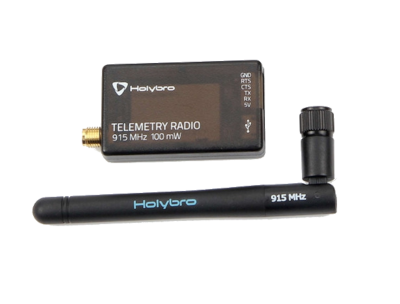 Holybro
GND
RTS
CTS
TX
RX
5V
TELEMETRY RADIO
915 MHz 100 mW
915 MHz
Holybro